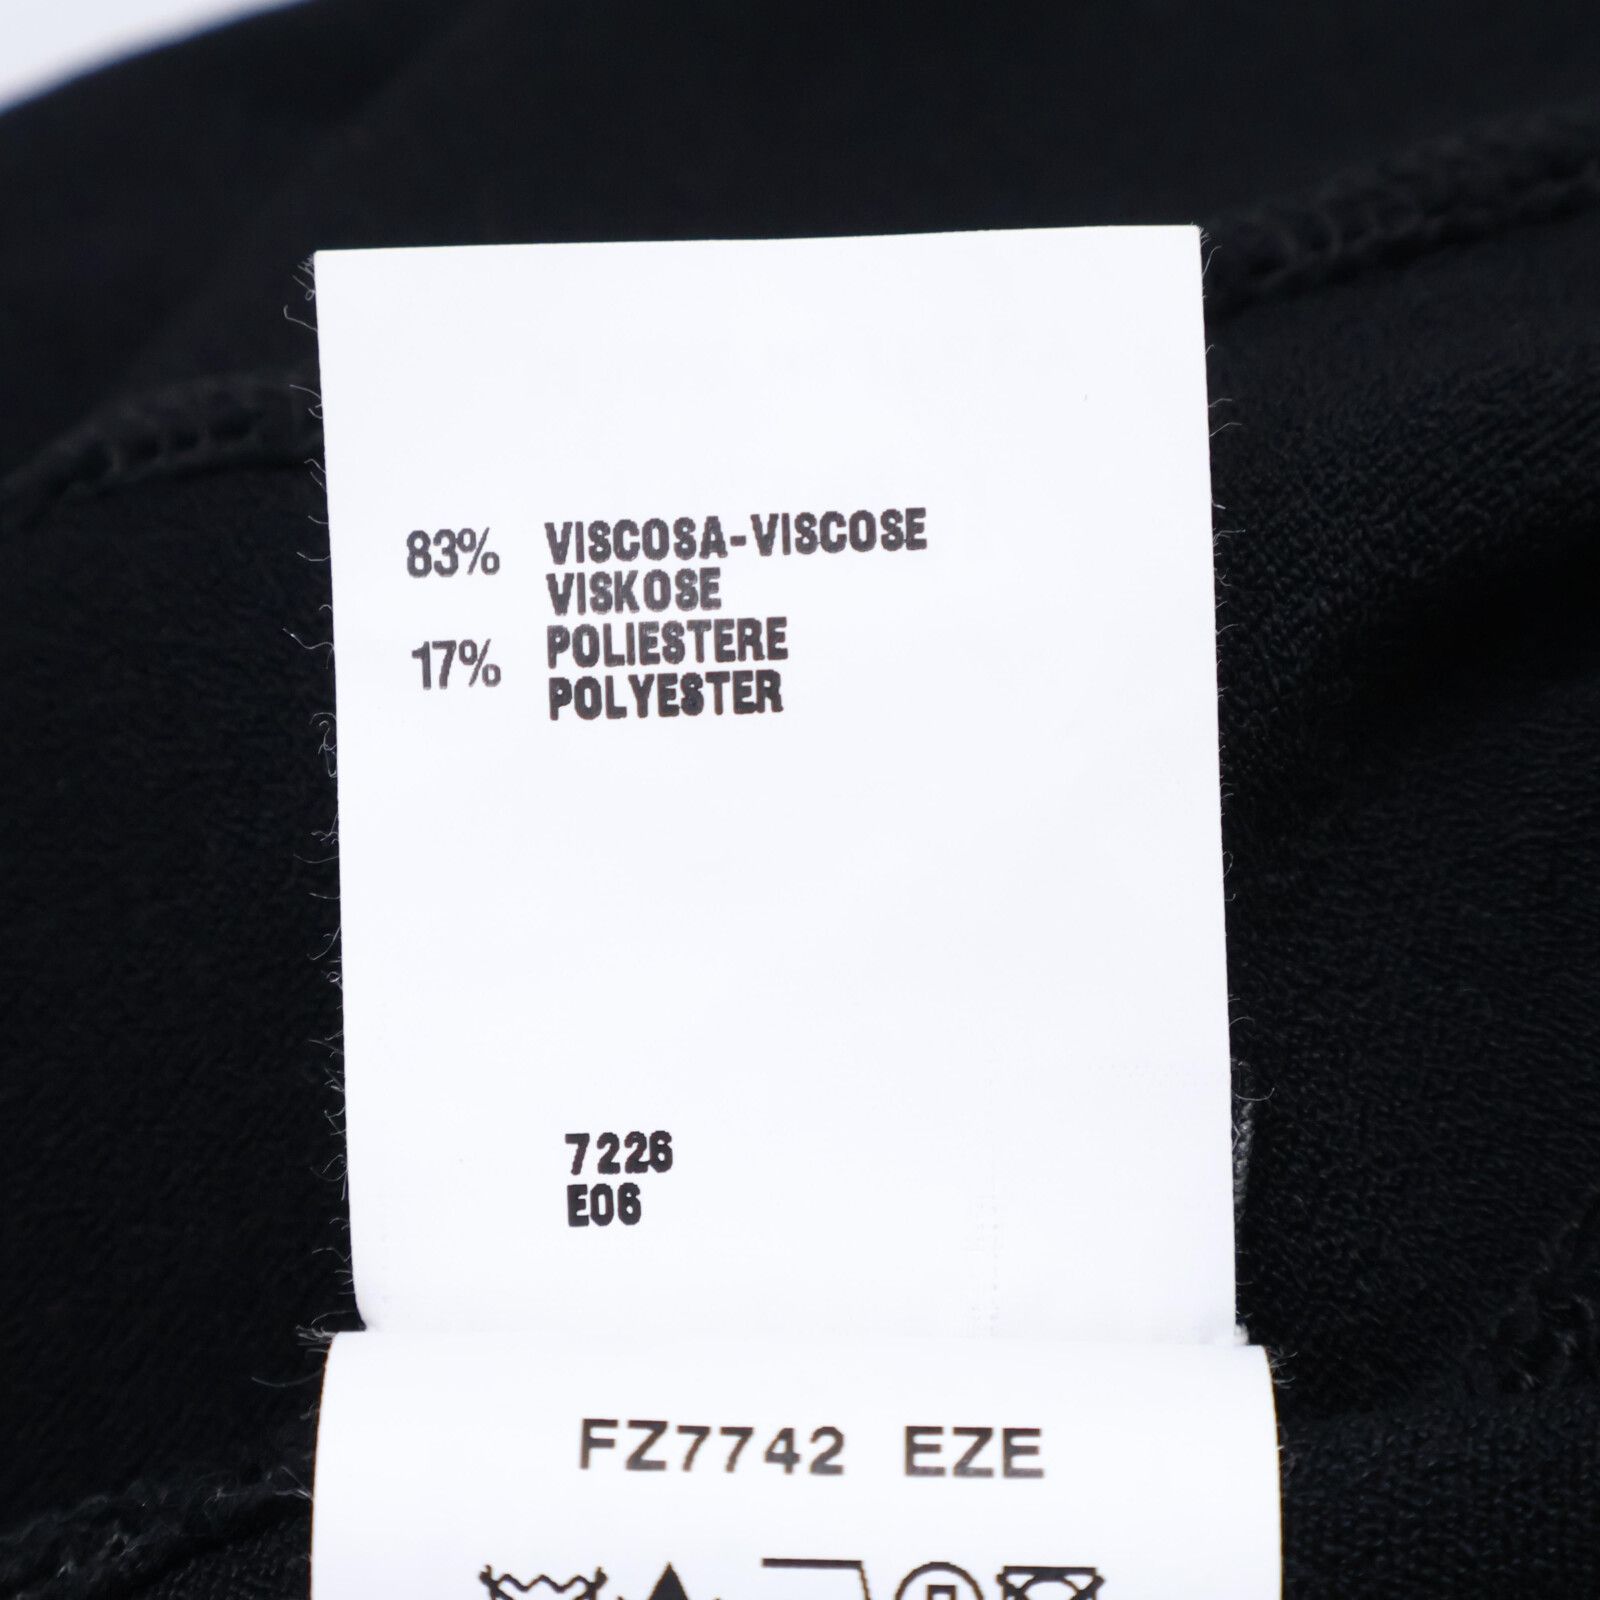 83% VISCOSA-VISCOSE
VISKOSE
17% POLIESTERE
POLYESTER
7226
E06
FZ7742 EZE